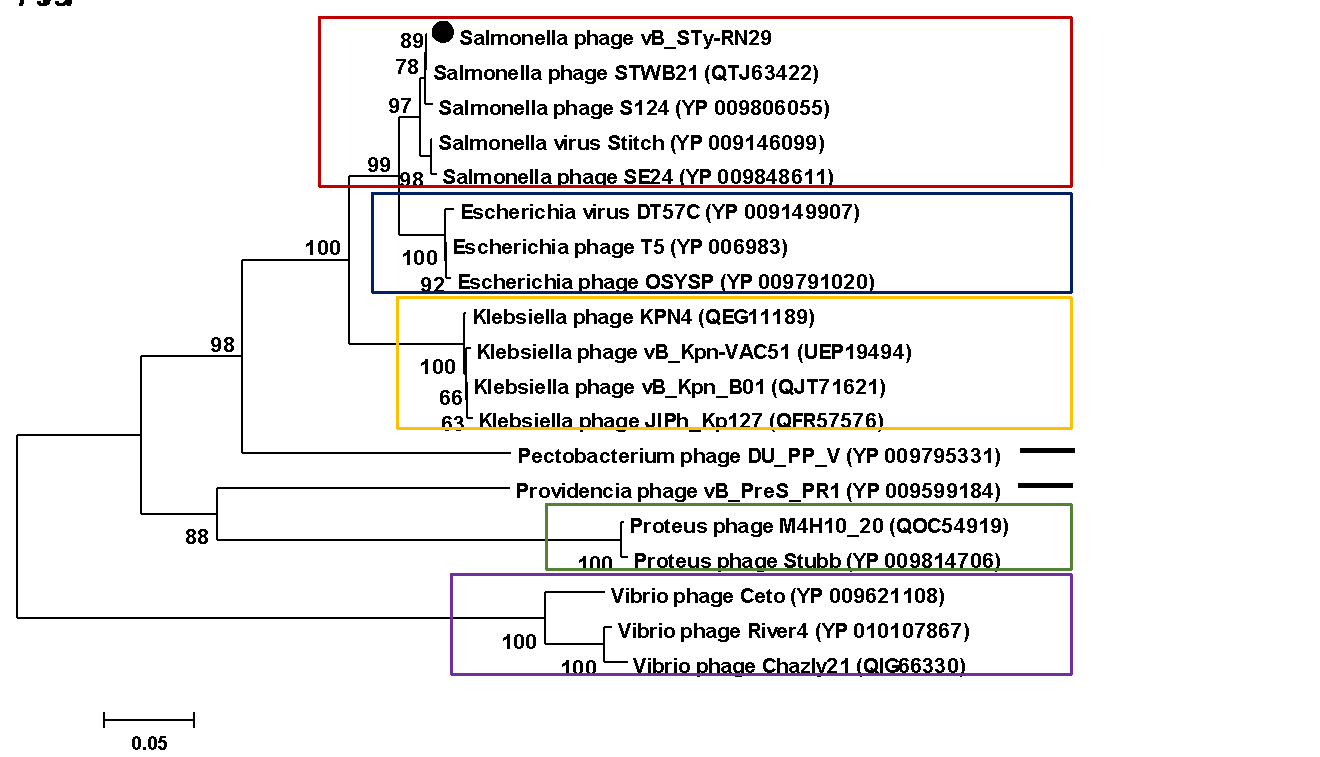 89
Salmonella phage vB_STy-RN29
78
Salmonella phage STWB21 (QTJ63422)
97
Salmonella phage S124 (YP 009806055)
Salmonella virus Stitch (YP 009146099)
99
98
Salmonella phage SE24 (YP 009848611)
Escherichia virus DT57C (YP 009149907)
100
Escherichia phage T5 (YP 006983)
100
92
Escherichia phage OSYSP (YP 009791020)
Klebsiella phage KPN4 (QEG11189)
98
Klebsiella phage vB_Kpn-VAC51 (UEP19494)
100
Klebsiella phage vB_Kpn_B01 (QJT71621)
66
63
Klebsiella phage JIPh_Kp127 (QFR57576)
Pectobacterium phage DU_PP_V (YP 009795331)
Providencia phage vB_PreS_PR1 (YP 009599184)
Proteus phage M4H10_20 (QOC54919)
88
100
Proteus phage Stubb (YP 009814706)
Vibrio phage Ceto (YP 009621108)
Vibrio phage River4 (YP 010107867)
100
100
Vibrio phage Chazly21 (QIG66330)
0.05